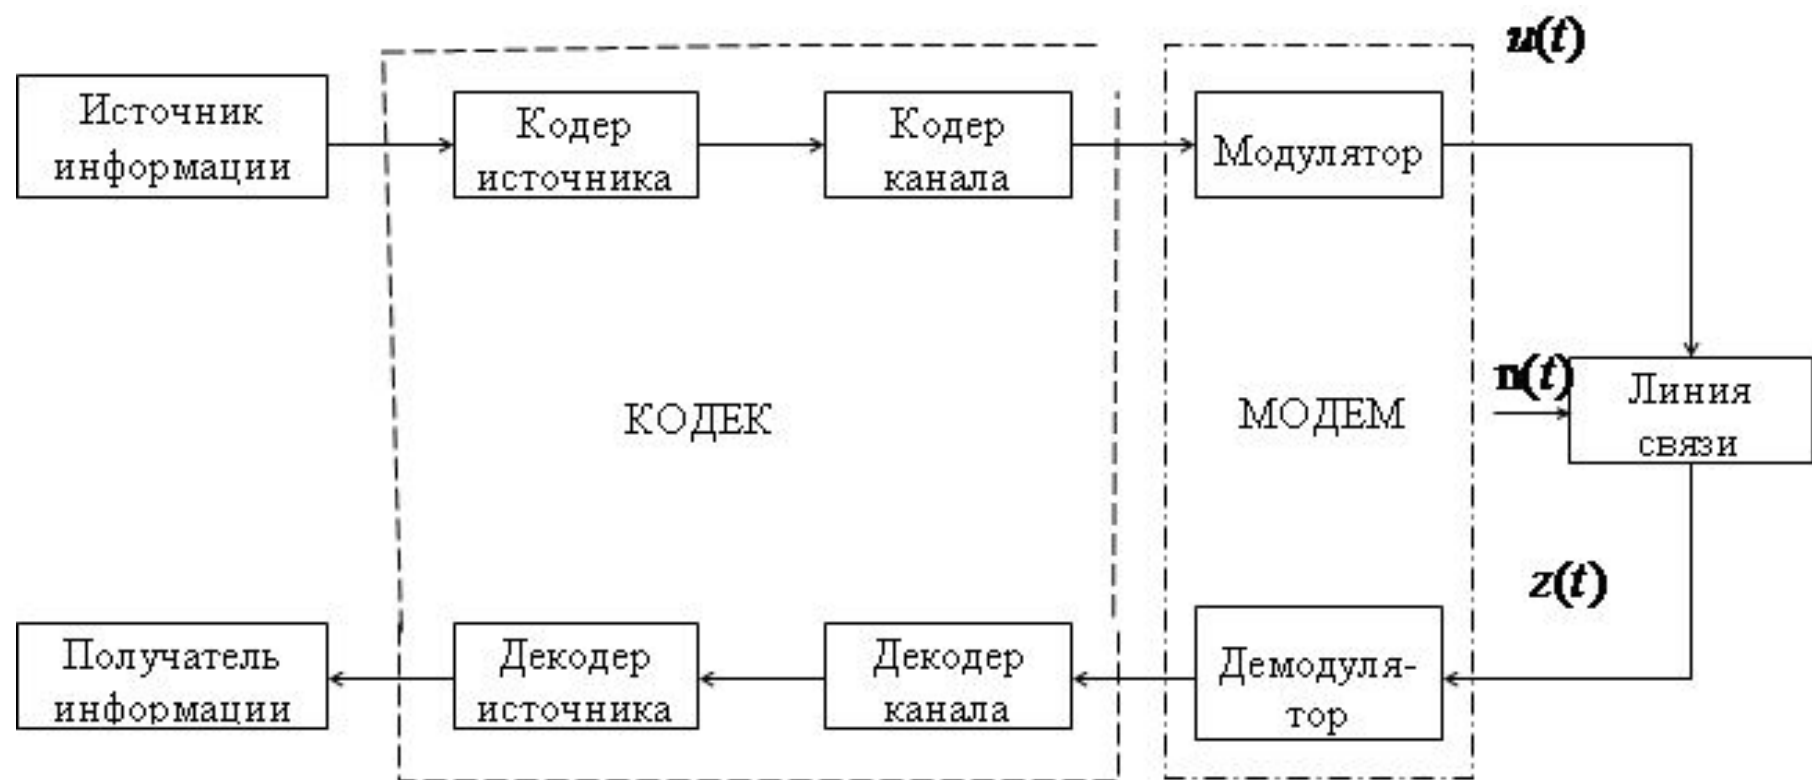 u(t)
Источник
информации
Кодер
источника
Кодер
канала
Модулятор
n(t)
Линия
связи
КОДЕК
МОДЕМ
z(t)
Получатель
информации
Декодер
источника
Декодер
канала
Демодуля-
тор